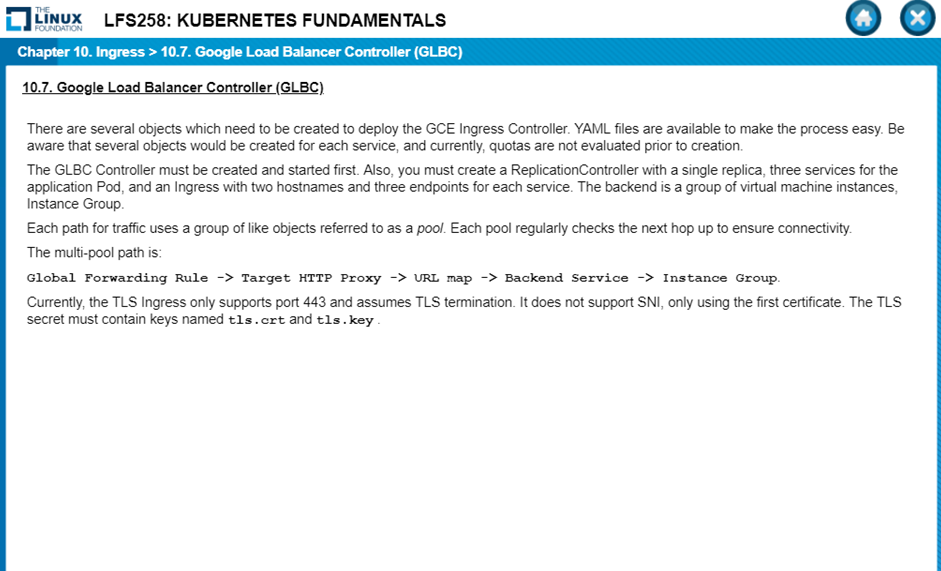 THE
LINUX
FOUNDATION
LFS258: KUBERNETES FUNDAMENTALS
Chapter 10. Ingress > 10.7. Google Load Balancer Controller (GLBC)
10.7. Google Load Balancer Controller (GLBC)
There are several objects which need to be created to deploy the GCE Ingress Controller. YAML files are available to make the process easy. Be
aware that several objects would be created for each service, and currently, quotas are not evaluated prior to creation.
The GLBC Controller must be created and started first. Also, you must create a ReplicationController with a single replica, three services for the
application Pod, and an Ingress with two hostnames and three endpoints for each service. The backend is a group of virtual machine instances,
Instance Group.
Each path for traffic uses a group of like objects referred to as a pool. Each pool regularly checks the next hop up to ensure connectivity.
The multi-pool path is:
Global Forwarding Rule -> Target HTTP Proxy -> URL map -> Backend Service -> Instance Group.
Currently, the TLS Ingress only supports port 443 and assumes TLS termination. It does not support SNI, only using the first certificate. The TLS
secret must contain keys named tls.crt and tls.key .